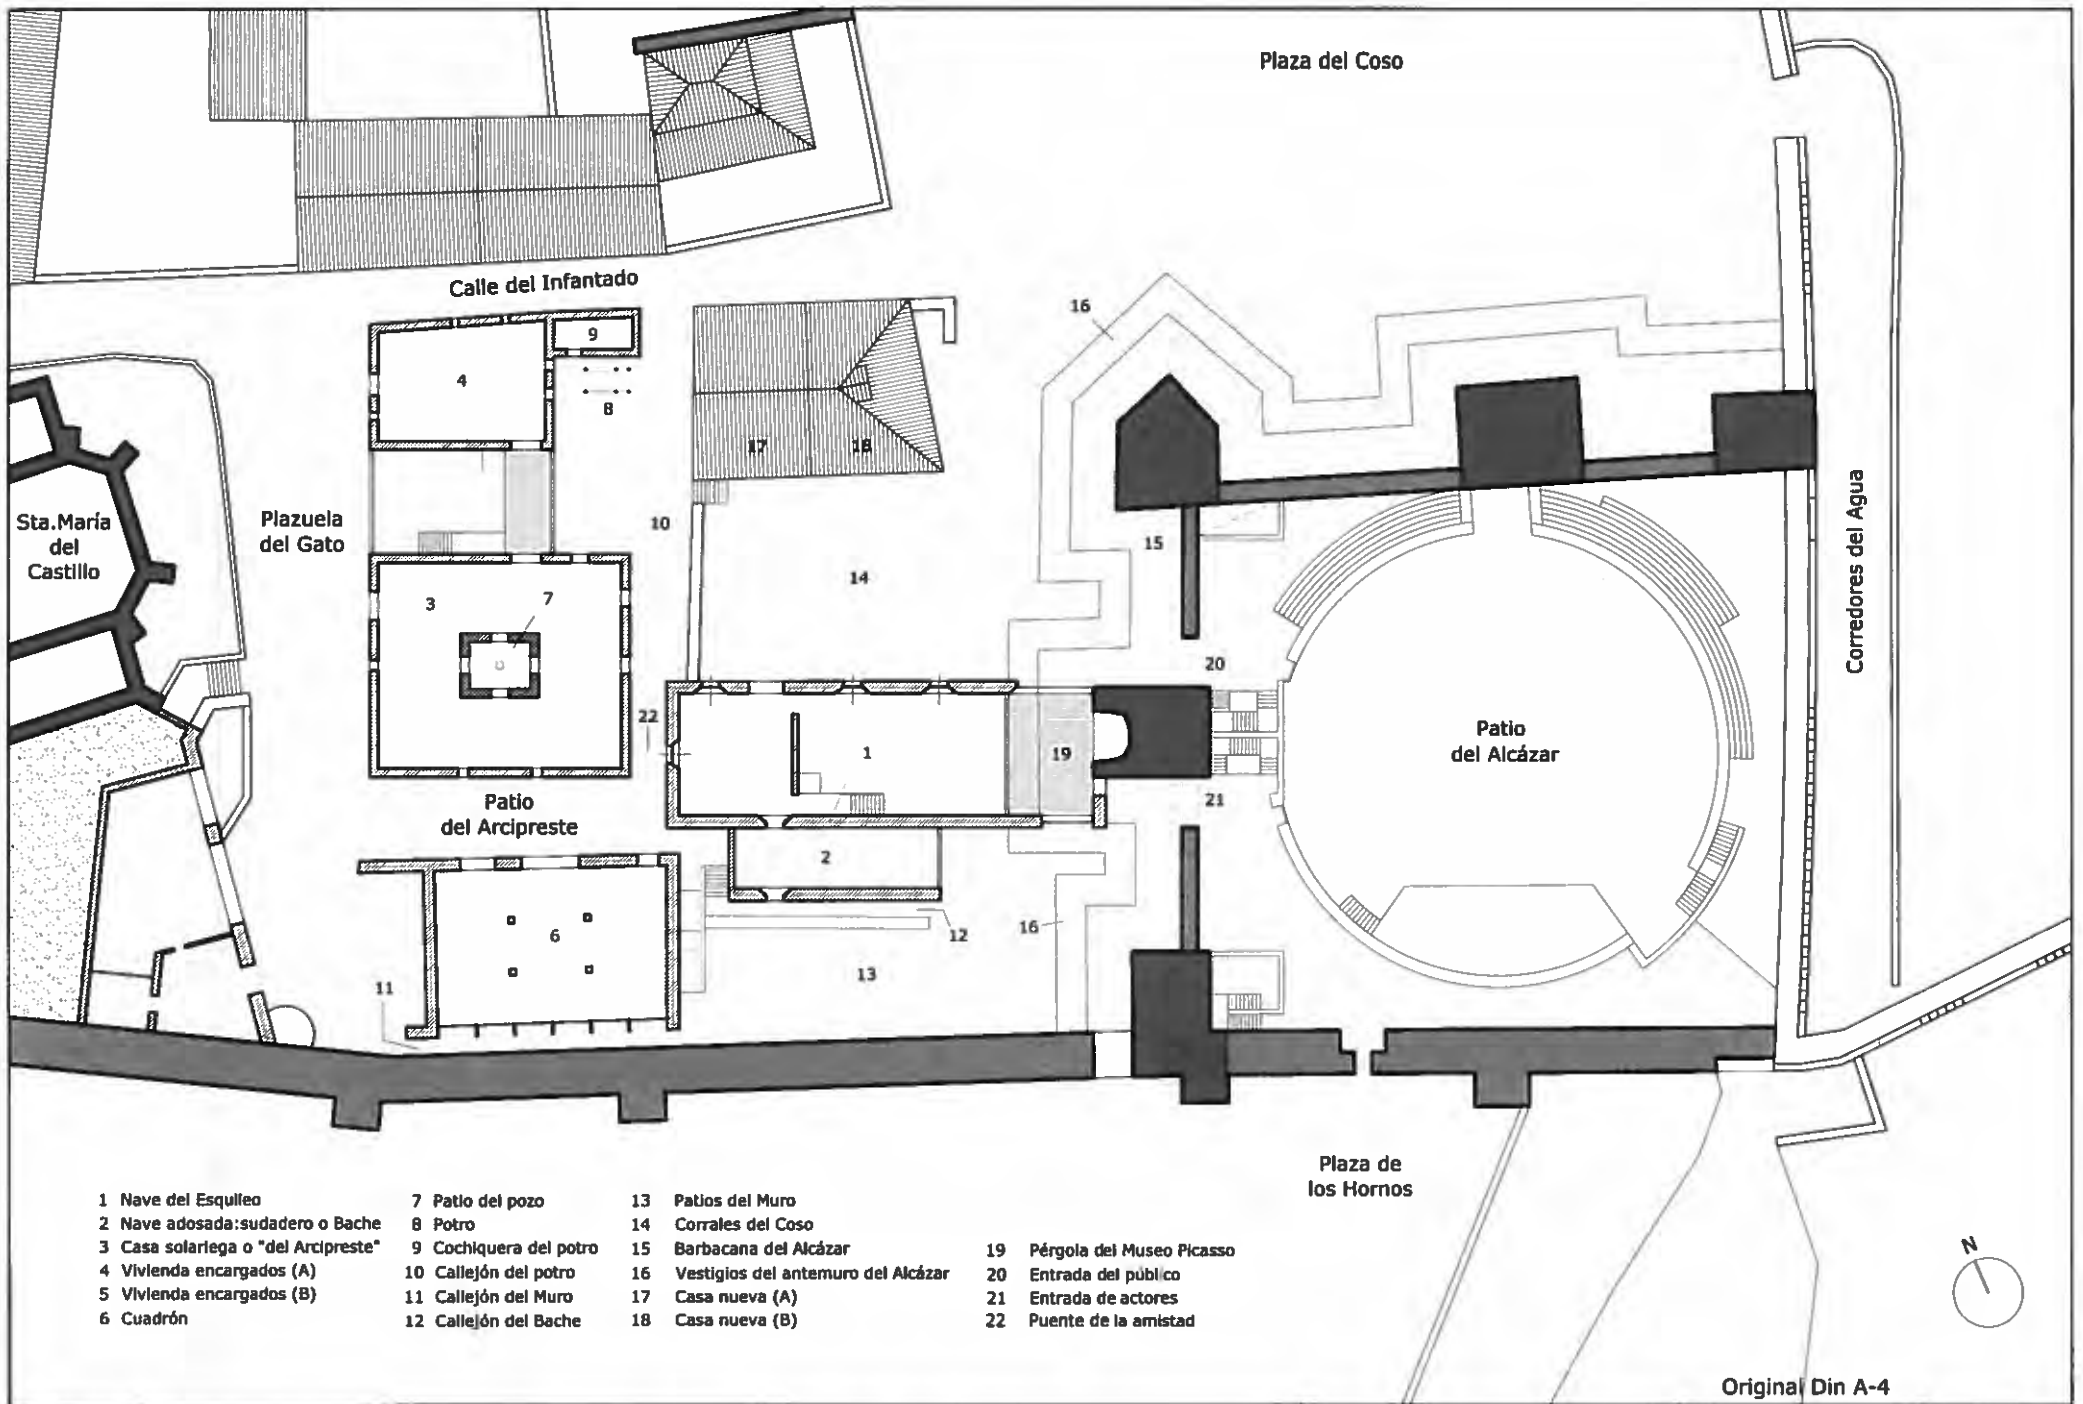 Plaza del Coso
Calle del Infantado
16
9
4
8
17
18
Sta.María
del
Castillo
Plazuela
del Gato
10
15
14
Corredores del Agua
3
7
20
22
1
19
Patio
del Alcázar
Patio
del Arcipreste
21
2
6
12
16
13
11
Plaza de
los Hornos
1 Nave del Esquileo
2 Nave adosada:sudadero o Bache
3 Casa solariega o "del Arcipreste"
4 Vivienda encargados (A)
5 Vivienda encargados (B)
6 Cuadrón
7 Patio del pozo
8 Potro
9 Cochiquera del potro
10 Callejón del potro
11 Callejón del Muro
12 Callejón del Bache
13 Patios del Muro
14 Corrales del Coso
15 Barbacana del Alcázar
16 Vestigios del antemuro del Alcázar
17 Casa nueva (A)
18 Casa nueva (B)
19 Pérgola del Museo Picasso
20 Entrada del público
21 Entrada de actores
22 Puente de la amistad
N
Original Din A-4